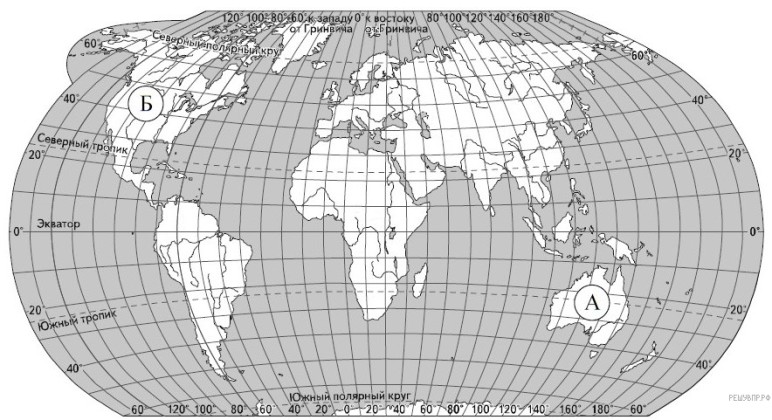 120° 100° 80° 60° к западу 0° к востоку 80° 100° 120° 140° 160° 180°
от Гринвича от Гринвича
Северный полярный круг
60° 60°
Б
40° 40°
Северный тропик
20° 20°
Экватор
0° 0°
А
20° 20°
Южный тропик
40° 40°
Южный полярный круг
60° 120° 100° 80° 60° 40° 20° 0° 20° 40° 60° 80° 100° 120° 140° 160° 180° 60°
РЕШУВПР.РФ